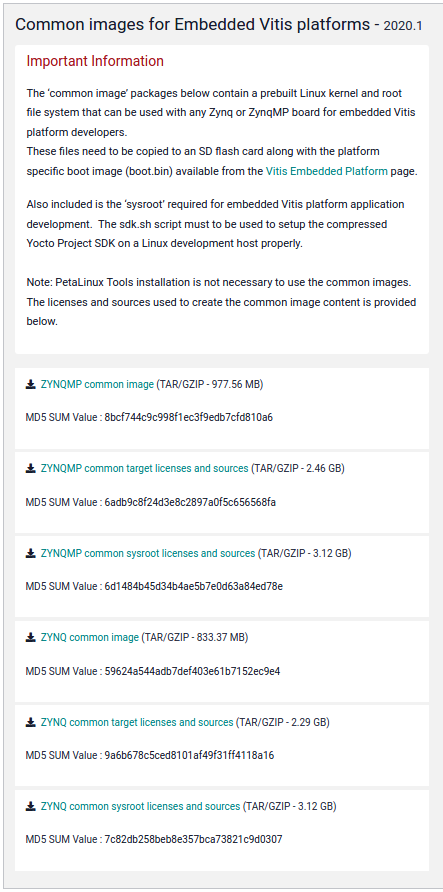 Common images for Embedded Vitis platforms - 2020.1
Important Information
The 'common image' packages below contain a prebuilt Linux kernel and root
file system that can be used with any Zynq or ZynqMP board for embedded Vitis
platform developers.
These files need to be copied to an SD flash card along with the platform
specific boot image (boot.bin) available from the Vitis Embedded Platform page.
Also included is the 'sysroot' required for embedded Vitis platform application
development. The sdk.sh script must to be used to setup the compressed
Yocto Project SDK on a Linux development host properly.
Note: PetaLinux Tools installation is not necessary to use the common images.
The licenses and sources used to create the common image content is provided
below.
ZYNQMP common image (TAR/GZIP - 977.56 MB)
MD5 SUM Value : 8bcf744c9c998f1ec3f9edb7cfd810a6
ZYNQMP common target licenses and sources (TAR/GZIP - 2.46 GB)
MD5 SUM Value : 6adb9c8f24d3e8c2897a0f5c656568fa
ZYNQMP common sysroot licenses and sources (TAR/GZIP - 3.12 GB)
MD5 SUM Value : 6d1484b45d34b4ae5b7e0d63a84ed78e
ZYNQ common image (TAR/GZIP - 833.37 MB)
MD5 SUM Value : 59624a544adb7def403e61b7152ec9e4
ZYNQ common target licenses and sources (TAR/GZIP - 2.29 GB)
MD5 SUM Value : 9a6b678c5ced8101af49f31ff4118a16
ZYNQ common sysroot licenses and sources (TAR/GZIP - 3.12 GB)
MD5 SUM Value : 7c82db258beb8e357bca73821c9d0307